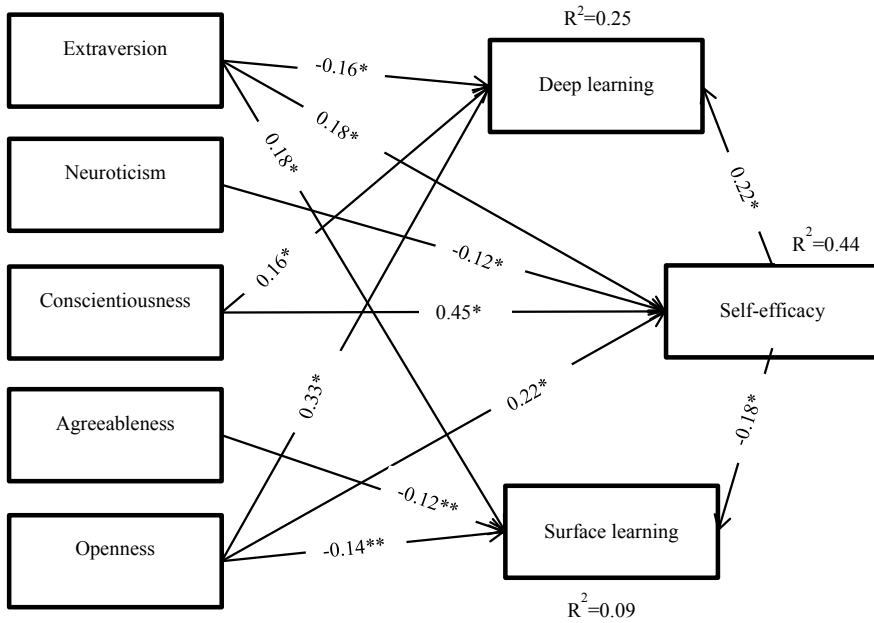 R²=0.25
Extraversion
-0.16*
Deep learning
0.18*
0.18*
Neuroticism
0.22*
-0.12*
R²=0.44
0.16*
Conscientiousness
0.45*
Self-efficacy
0.33*
0.22*
-0.18*
Agreeableness
-0.12**
Openness
-0.14**
Surface learning
R²=0.09